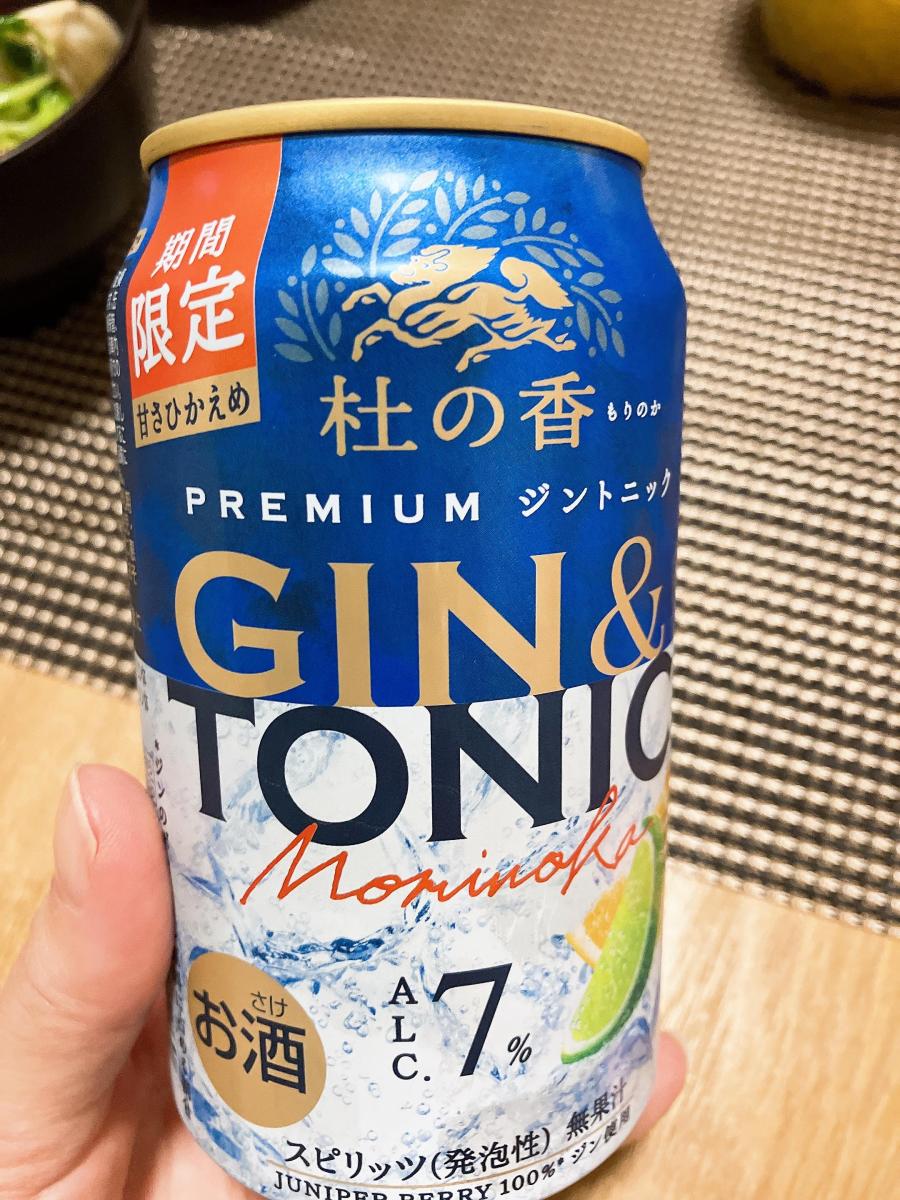 期間
限定
甘さひかえめ
杜の香 もりのか
PREMIUM ジントニック
GIN &
TONIC
Morinoka
さけ
お酒
ALC. 7%
スピリッツ(発泡性) 無果汁
JUNIPER BERRY 100%* ジン使用